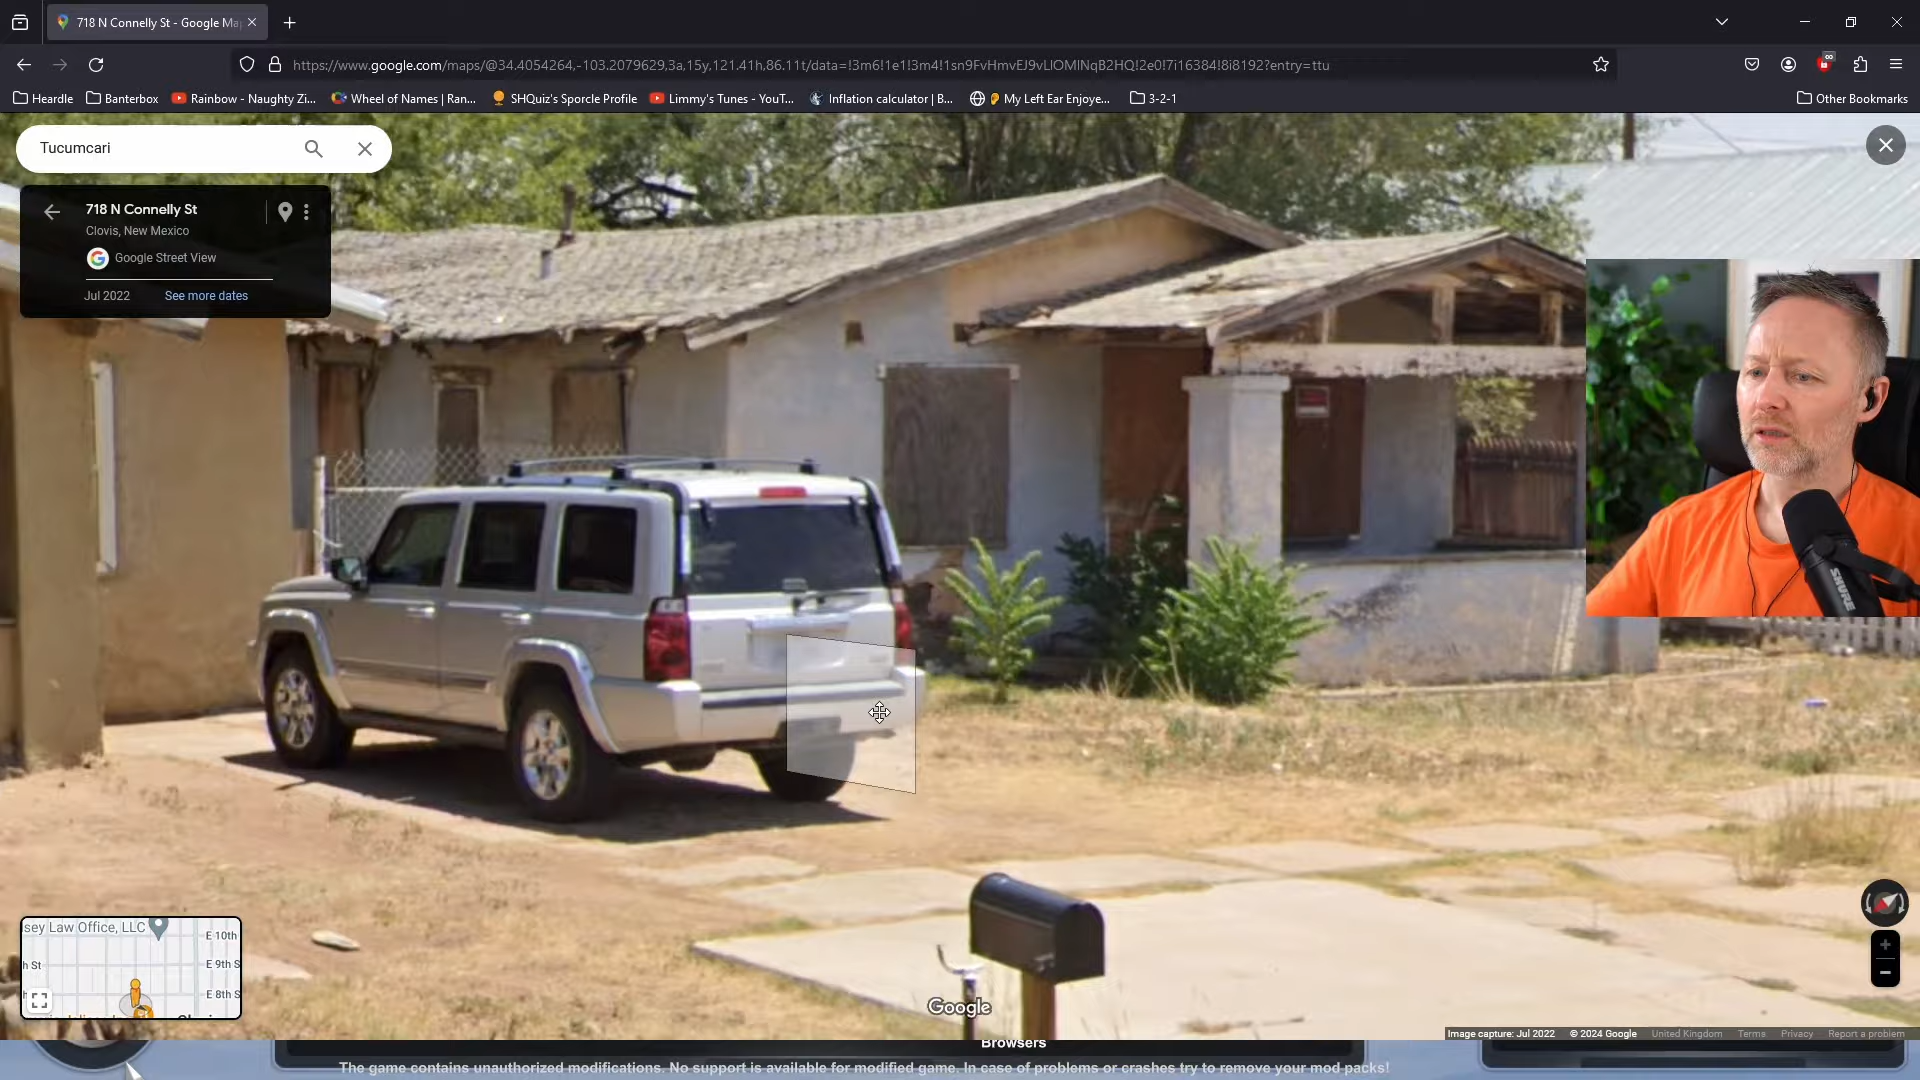 718 N Connelly St - Google Ma
https://www.google.com/maps/@34.4054264,-103.2079629,3a,15y,121.41h,86.11t/data=!3m6!1e1!3m4!1sn9FvHmvEJ9vLlOMlNqB2HQ!2e0!7i16384!8i8192?entry=ttu
Heardle
Banterbox
Rainbow - Naughty Zi...
Wheel of Names | Ran...
SHQuiz's Sporcle Profile
Limmy's Tunes - YouT...
Inflation calculator | B...
My Left Ear Enjoye...
3-2-1
Other Bookmarks
Tucumcari
718 N Connelly St
Clovis, New Mexico
Google Street View
Jul 2022
See more dates
SHURE
sey Law Office, LLC
E 10th
h St
E 9th S
E 8th S
Google
Image capture: Jul 2022
© 2024 Google
United Kingdom
Terms
Privacy
Report a problem
Browsers
The game contains unauthorized modifications. No support is available for modified game. In case of problems or crashes try to remove your mod packs!